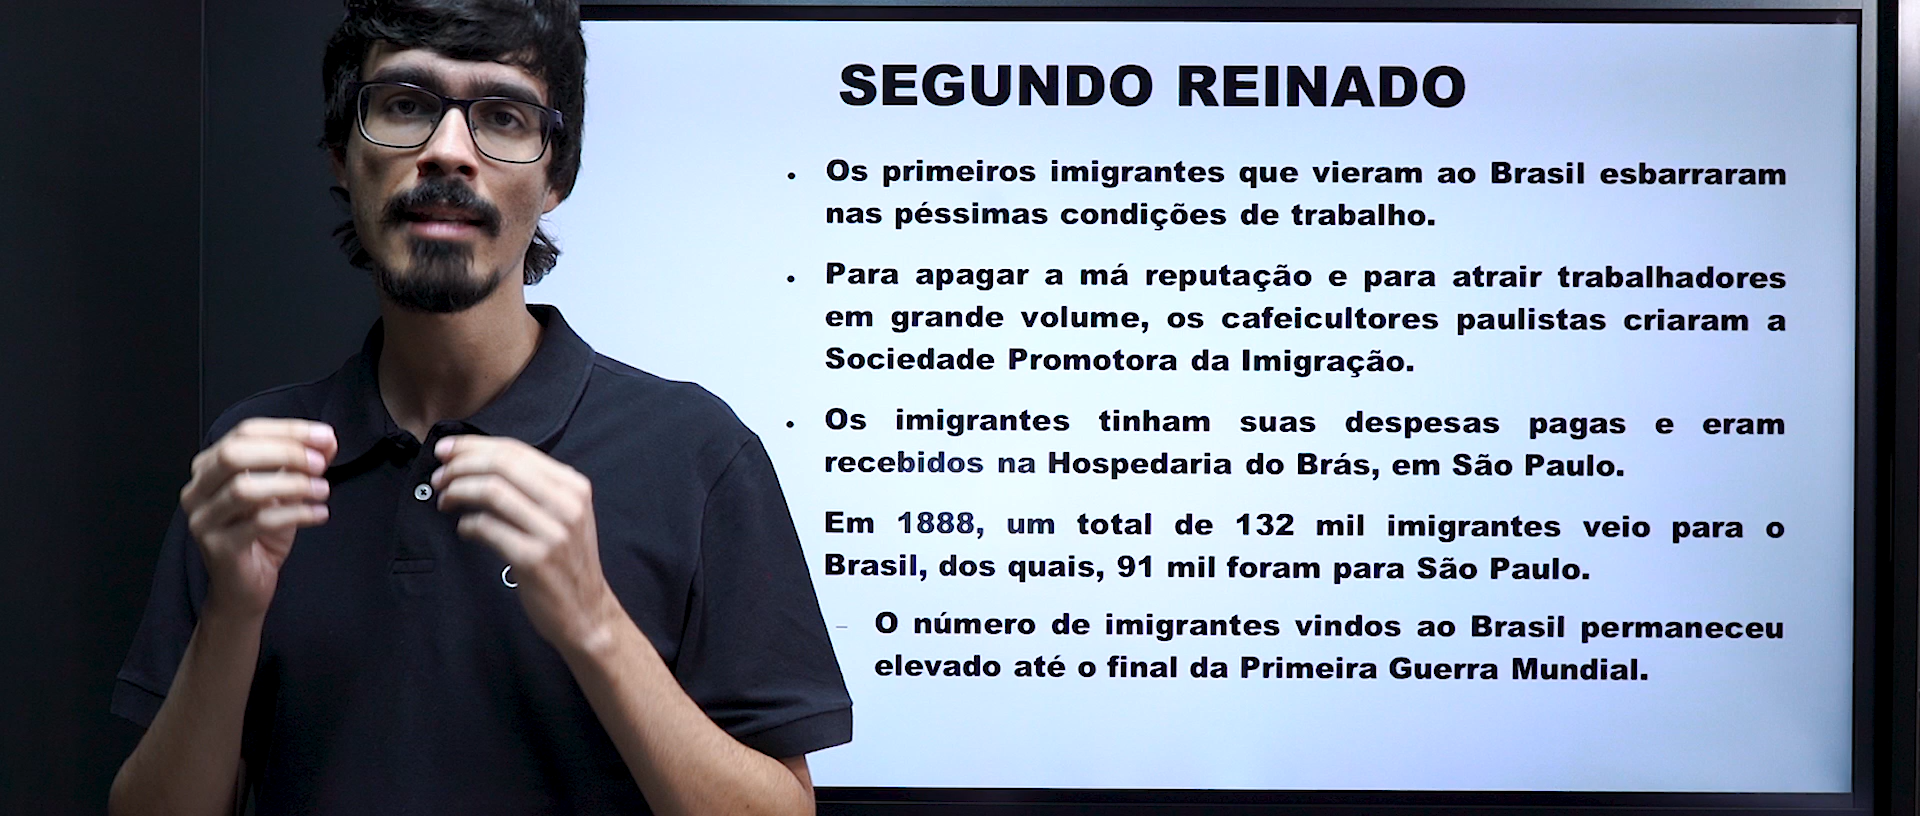 SEGUNDO REINADO
• Os primeiros imigrantes que vieram ao Brasil esbarraram
nas péssimas condições de trabalho.
• Para apagar a má reputação e para atrair trabalhadores
em grande volume, os cafeicultores paulistas criaram a
Sociedade Promotora da Imigração.
• Os imigrantes tinham suas despesas pagas e eram
recebidos na Hospedaria do Brás, em São Paulo.
Em 1888, um total de 132 mil imigrantes veio para o
Brasil, dos quais, 91 mil foram para São Paulo.
– O número de imigrantes vindos ao Brasil permaneceu
elevado até o final da Primeira Guerra Mundial.